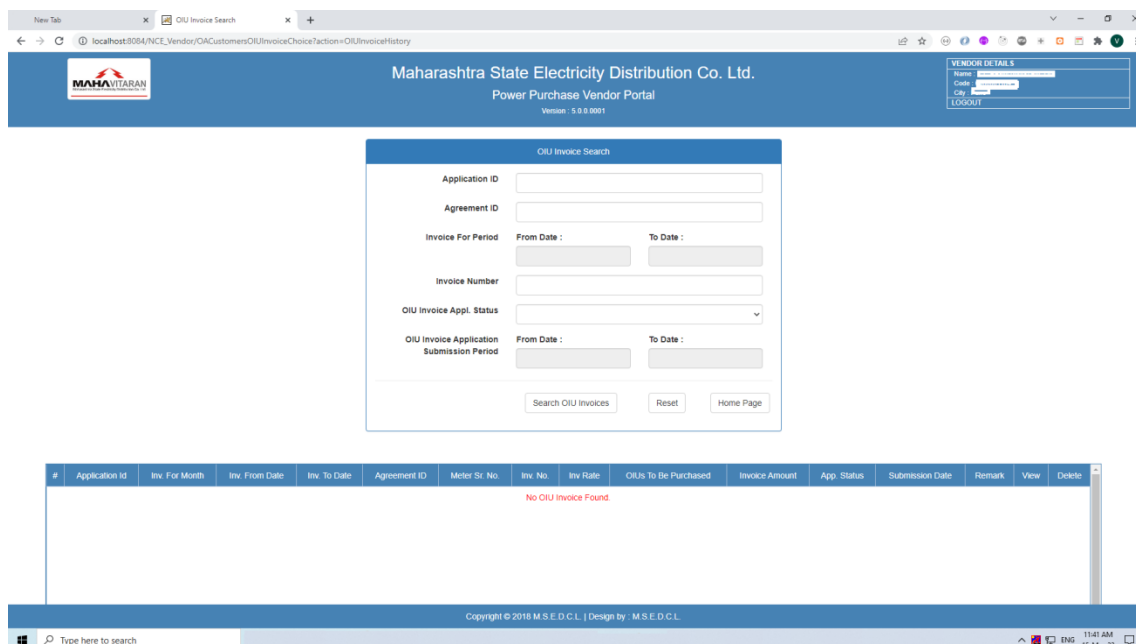 New Tab
OIU Invoice Search
localhost:8084/NCE_Vendor/OACustomersOIUInvoiceChoice?action=OIUInvoiceHistory
MAHAVITARAN
Maharashtra State Electricity Distribution Co. Ltd.
Power Purchase Vendor Portal
Version : 5.0.0.0001
VENDOR DETAILS
Name :
Code :
City :
LOGOUT
OIU Invoice Search
Application ID
Agreement ID
Invoice For Period From Date : To Date :
Invoice Number
OIU Invoice Appl. Status
OIU Invoice Application From Date : To Date :
Submission Period
Search OIU Invoices Reset Home Page
# Application Id Inv. For Month Inv. From Date Inv. To Date Agreement ID Meter Sr. No. Inv. No. Inv Rate OIUs To Be Purchased Invoice Amount App. Status Submission Date Remark View Delete
No OIU Invoice Found.
Copyright © 2018 M.S.E.D.C.L. | Design by : M.S.E.D.C.L.
Type here to search
ENG 11:41 AM